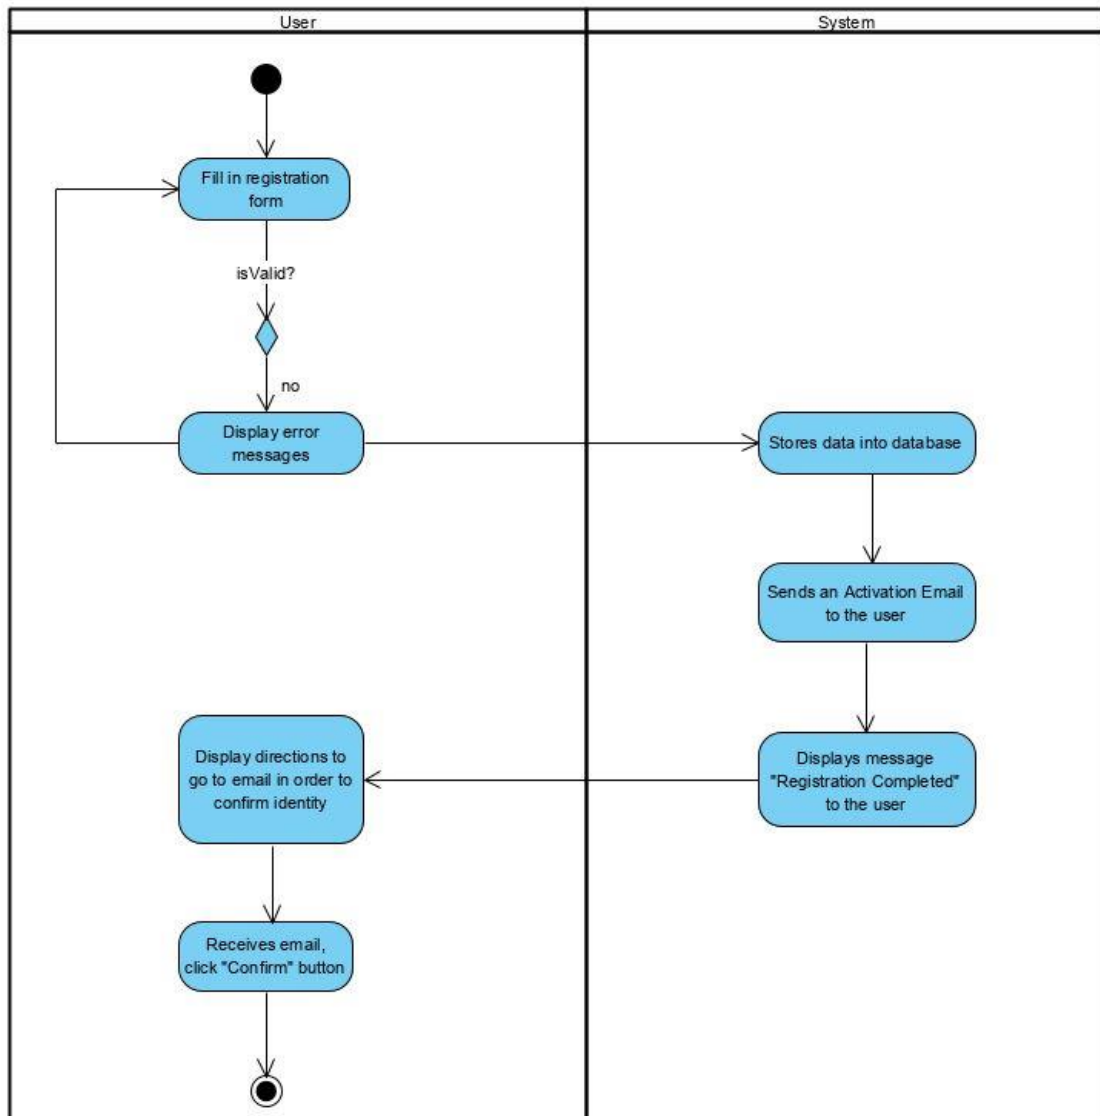 User
System
Fill in registration
form
isValid?
no
Display error
messages
Stores data into database
Sends an Activation Email
to the user
Display directions to
go to email in order to
confirm identity
Displays message
"Registration Completed"
to the user
Receives email,
click "Confirm" button